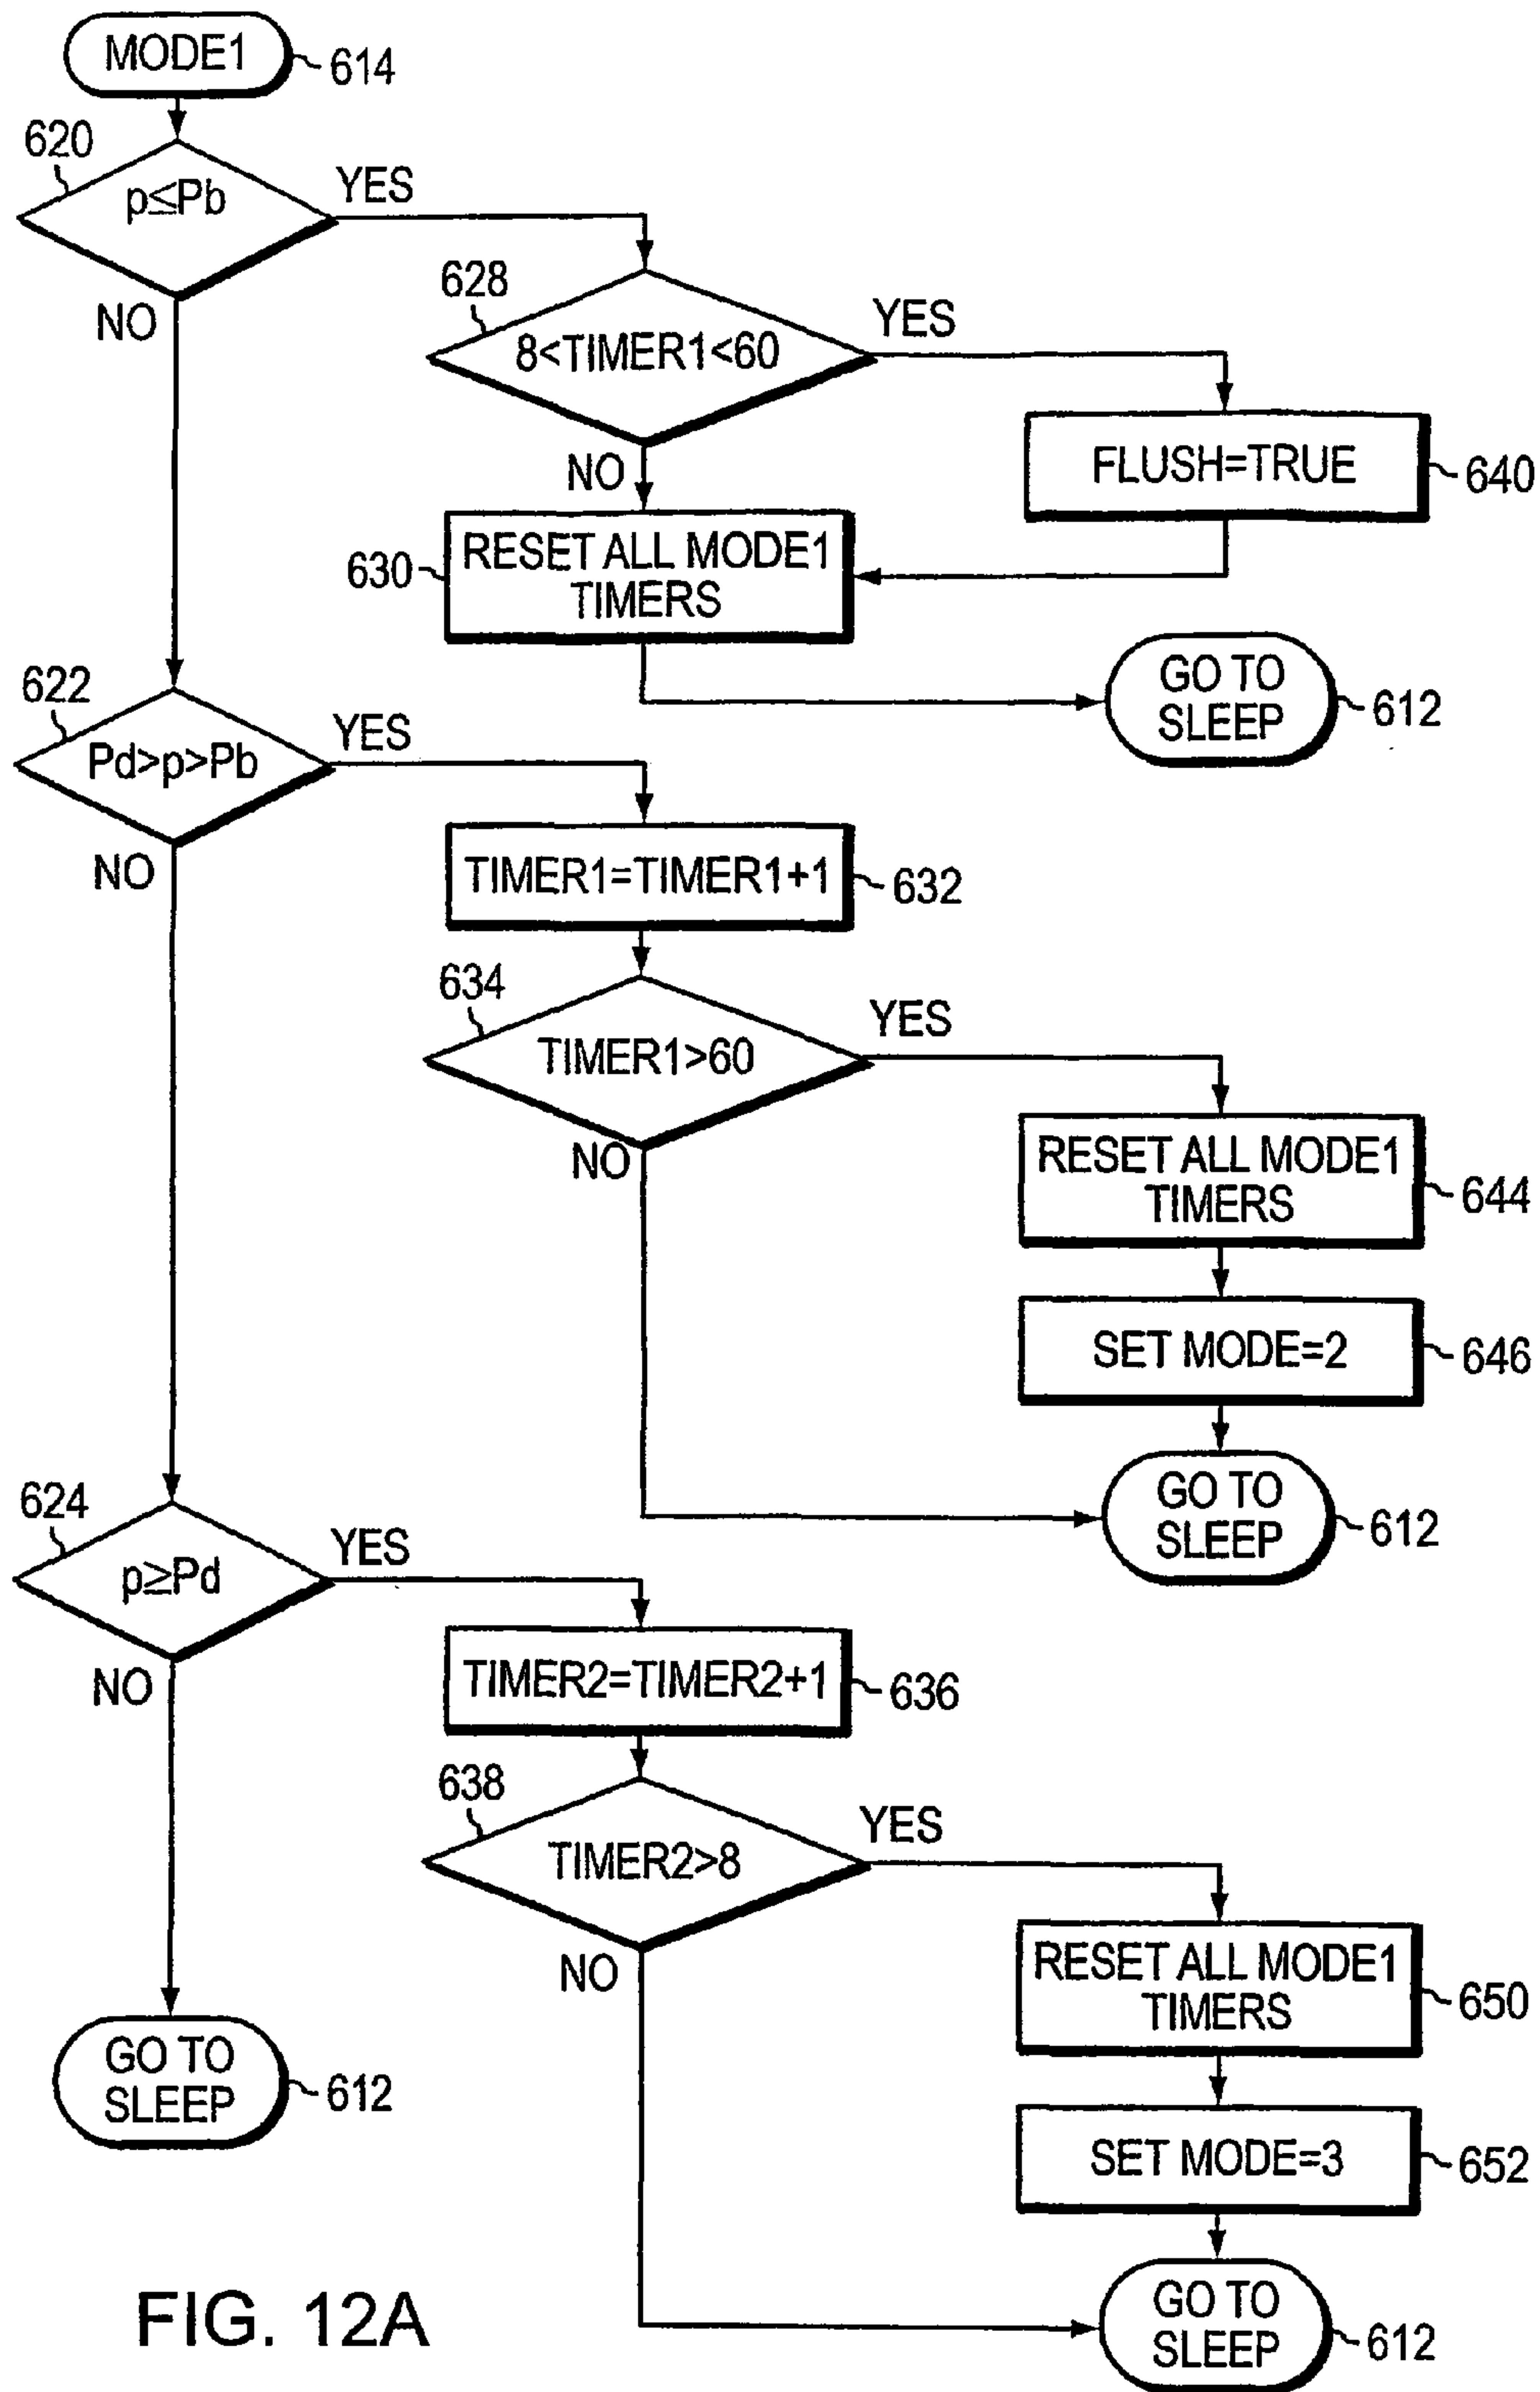 MODE1
614
620
p≤Pb
YES
NO
628
8<TIMER1<60
YES
NO
FLUSH=TRUE
640
630
RESET ALL MODE1
TIMERS
GO TO
SLEEP
612
622
Pd>p>Pb
YES
NO
TIMER1=TIMER1+1
632
634
TIMER1>60
YES
NO
RESET ALL MODE1
TIMERS
644
SET MODE=2
646
GO TO
SLEEP
612
624
p≥Pd
YES
NO
TIMER2=TIMER2+1
636
638
TIMER2>8
YES
NO
RESET ALL MODE1
TIMERS
650
GO TO
SLEEP
612
SET MODE=3
652
GO TO
SLEEP
612
FIG. 12A